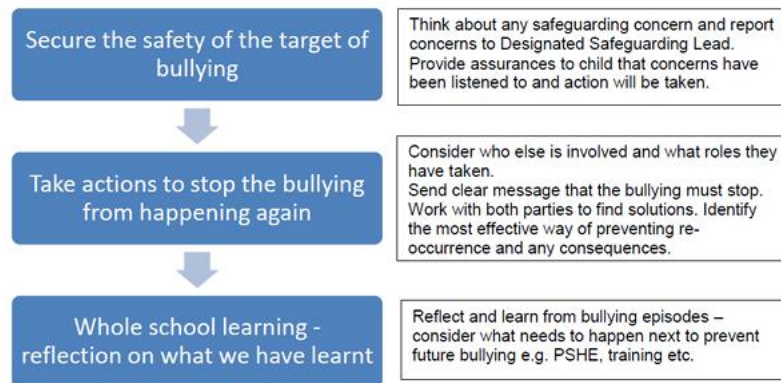 Secure the safety of the target of
bullying
Think about any safeguarding concern and report
concerns to Designated Safeguarding Lead.
Provide assurances to child that concerns have
been listened to and action will be taken.
Take actions to stop the bullying
from happening again
Consider who else is involved and what roles they
have taken.
Send clear message that the bullying must stop.
Work with both parties to find solutions. Identify
the most effective way of preventing re-
occurrence and any consequences.
Whole school learning -
reflection on what we have learnt
Reflect and learn from bullying episodes –
consider what needs to happen next to prevent
future bullying e.g. PSHE, training etc.